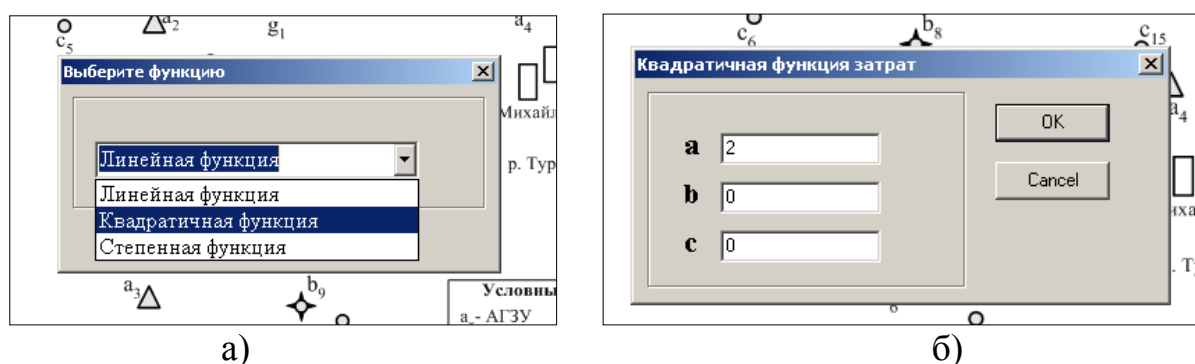 c5 a2 g1 a4
Выберите функцию
Михайл
Линейная функция
р. Тур
Линейная функция
Квадратичная функция
Степенная функция
a3 b9
Условны
а - АГЗУ
а)
c6 b8 c15
Квадратичная функция затрат
OK
a 2
a4
Cancel
b 0
c 0
б)